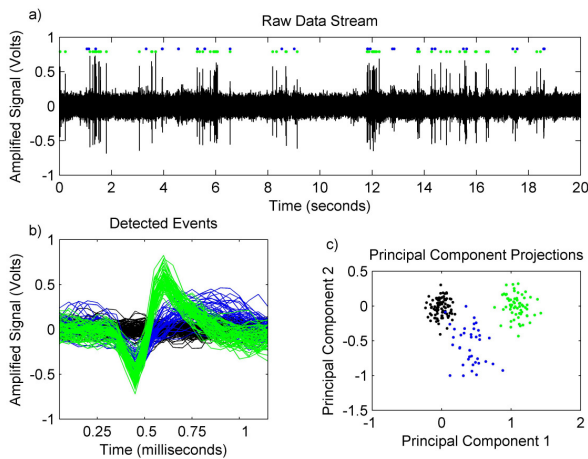 a)
Raw Data Stream
Amplified Signal (Volts)
1
0.5
0
-0.5
-1
0 2 4 6 8 10 12 14 16 18 20
Time (seconds)
b)
Detected Events
Amplified Signal (Volts)
1
0.5
0
-0.5
-1
0.25 0.5 0.75 1
Time (milliseconds)
c)
Principal Component Projections
Principal Component 2
0.5
0
-0.5
-1
-1.5
-1 0 1 2
Principal Component 1